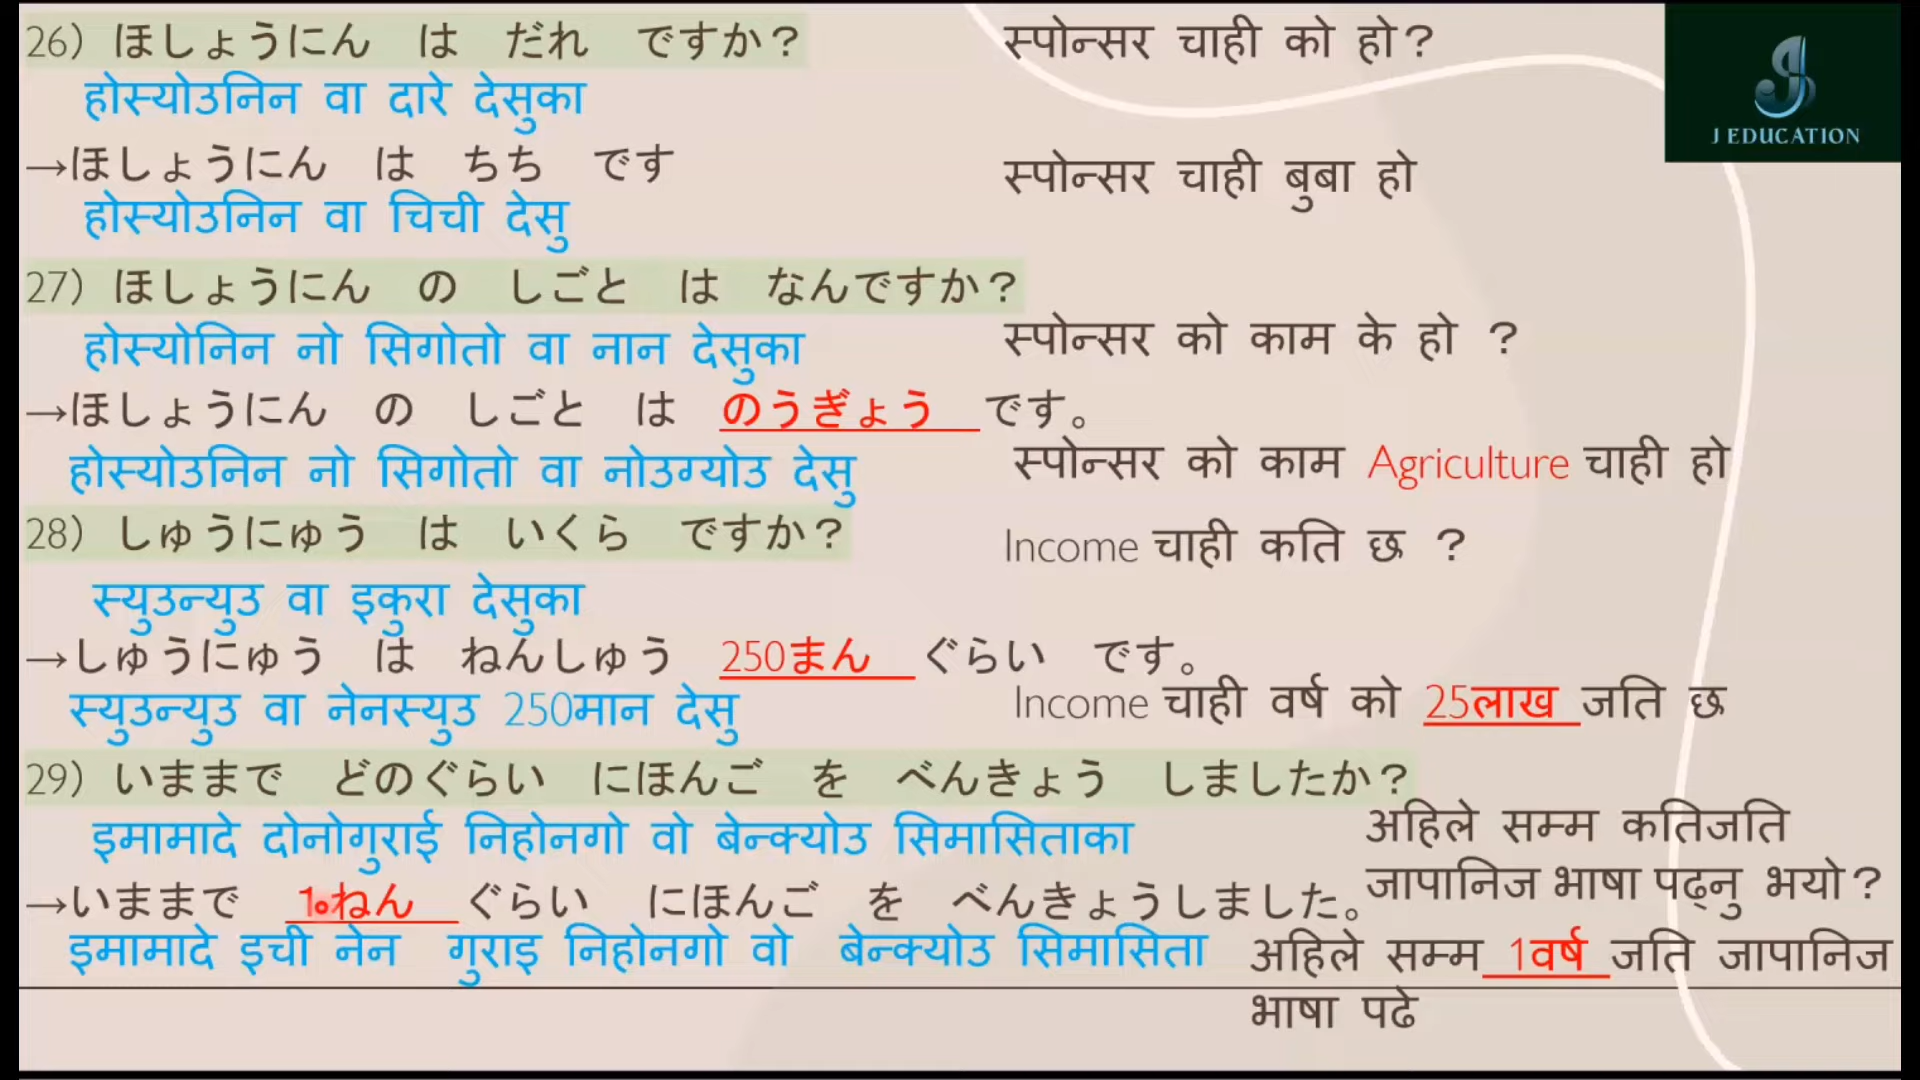 26）ほしょうにん　は　だれ　ですか？
स्पोन्सर चाही को हो?
होस्योउनिन वा दारे देसुका
→ほしょうにん　は　ちち　です
स्पोन्सर चाही बुबा हो
होस्योउनिन वा चिची देसु
J EDUCATION
27）ほしょうにん　の　しごと　は　なんですか？
होस्योनिन नो सिगोतो वा नान देसुका
स्पोन्सर को काम के हो ?
→ほしょうにん　の　しごと　は　のうぎょう　です。
स्पोन्सर को काम Agriculture चाही हो
होस्योउनिन नो सिगोतो वा नोउग्योउ देसु
28）しゅうにゅう　は　いくら　ですか？
Income चाही कति छ ?
स्युउन्युउ वा इकुरा देसुका
→しゅうにゅう　は　ねんしゅう　250まん　ぐらい　です。
Income चाही वर्ष को 25लाख जति छ
स्युउन्युउ वा नेनस्युउ 250मान देसु
29）いままで　どのぐらい　にほんご　を　べんきょう　しましたか？
इमामादे दोनोगुराई निहोनगो वो बेन्क्योउ सिमासिताका
अहिले सम्म कतिजति
जापानिज भाषा पढ्नु भयो?
→いままで　1ねん　ぐらい　にほんご　を　べんきょうしました。
इमामादे इची नेन गुराइ निहोनगो वो बेन्क्योउ सिमासिता
अहिले सम्म 1वर्ष जति जापानिज
भाषा पढे